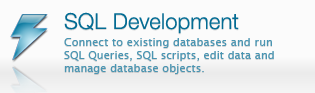 SQL Development
Connect to existing databases and run
SQL Queries, SQL scripts, edit data and
manage database objects.